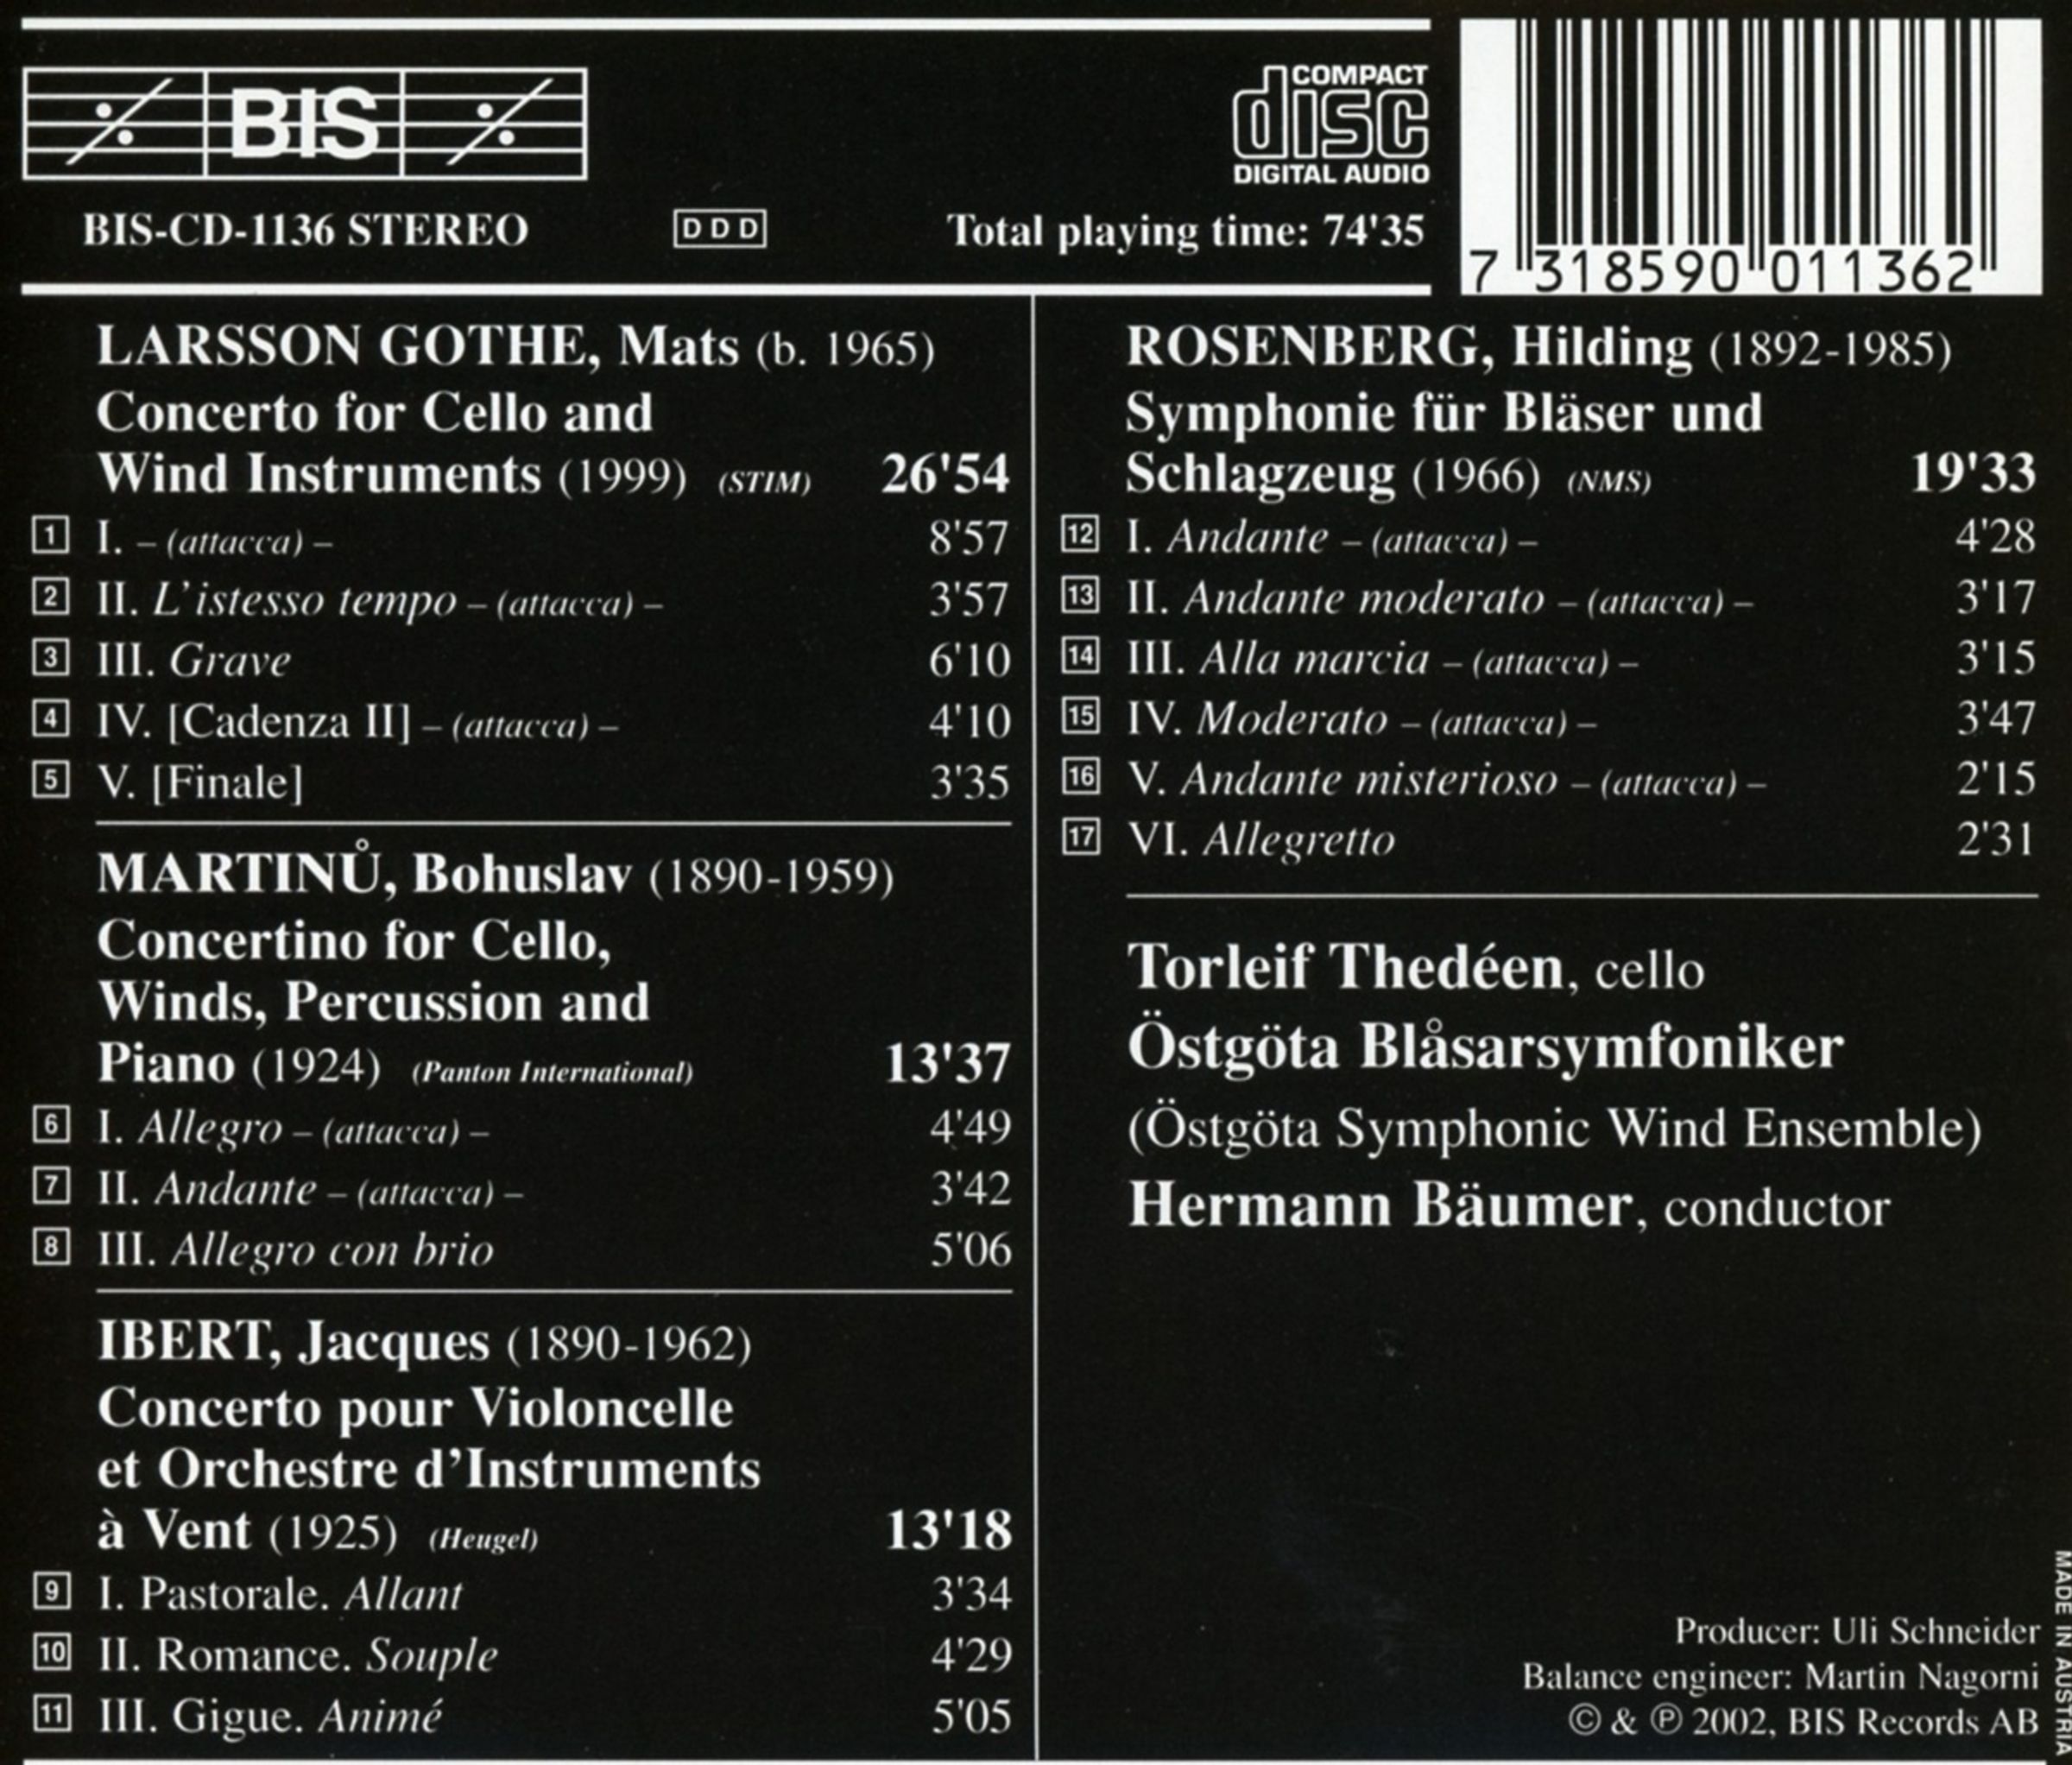 BIS
COMPACT
disc
DIGITAL AUDIO
BIS-CD-1136 STEREO
DDD
Total playing time: 74'35
7 318590 011362
LARSSON GOTHE, Mats (b. 1965)
Concerto for Cello and
Wind Instruments (1999) (STIM) 26'54
1 I. – (attacca) – 8'57
2 II. L'istesso tempo – (attacca) – 3'57
3 III. Grave 6'10
4 IV. [Cadenza II] – (attacca) – 4'10
5 V. [Finale] 3'35
MARTINŮ, Bohuslav (1890-1959)
Concertino for Cello,
Winds, Percussion and
Piano (1924) (Panton International) 13'37
6 I. Allegro – (attacca) – 4'49
7 II. Andante – (attacca) – 3'42
8 III. Allegro con brio 5'06
IBERT, Jacques (1890-1962)
Concerto pour Violoncelle
et Orchestre d'Instruments
à Vent (1925) (Heugel) 13'18
9 I. Pastorale. Allant 3'34
10 II. Romance. Souple 4'29
11 III. Gigue. Animé 5'05
ROSENBERG, Hilding (1892-1985)
Symphonie für Bläser und
Schlagzeug (1966) (NMS) 19'33
12 I. Andante – (attacca) – 4'28
13 II. Andante moderato – (attacca) – 3'17
14 III. Alla marcia – (attacca) – 3'15
15 IV. Moderato – (attacca) – 3'47
16 V. Andante misterioso – (attacca) – 2'15
17 VI. Allegretto 2'31
Torleif Thedéen, cello
Östgöta Blåsarsymfoniker
(Östgöta Symphonic Wind Ensemble)
Hermann Bäumer, conductor
Producer: Uli Schneider
Balance engineer: Martin Nagorni
© & ℗ 2002, BIS Records AB
MADE IN AUSTRIA